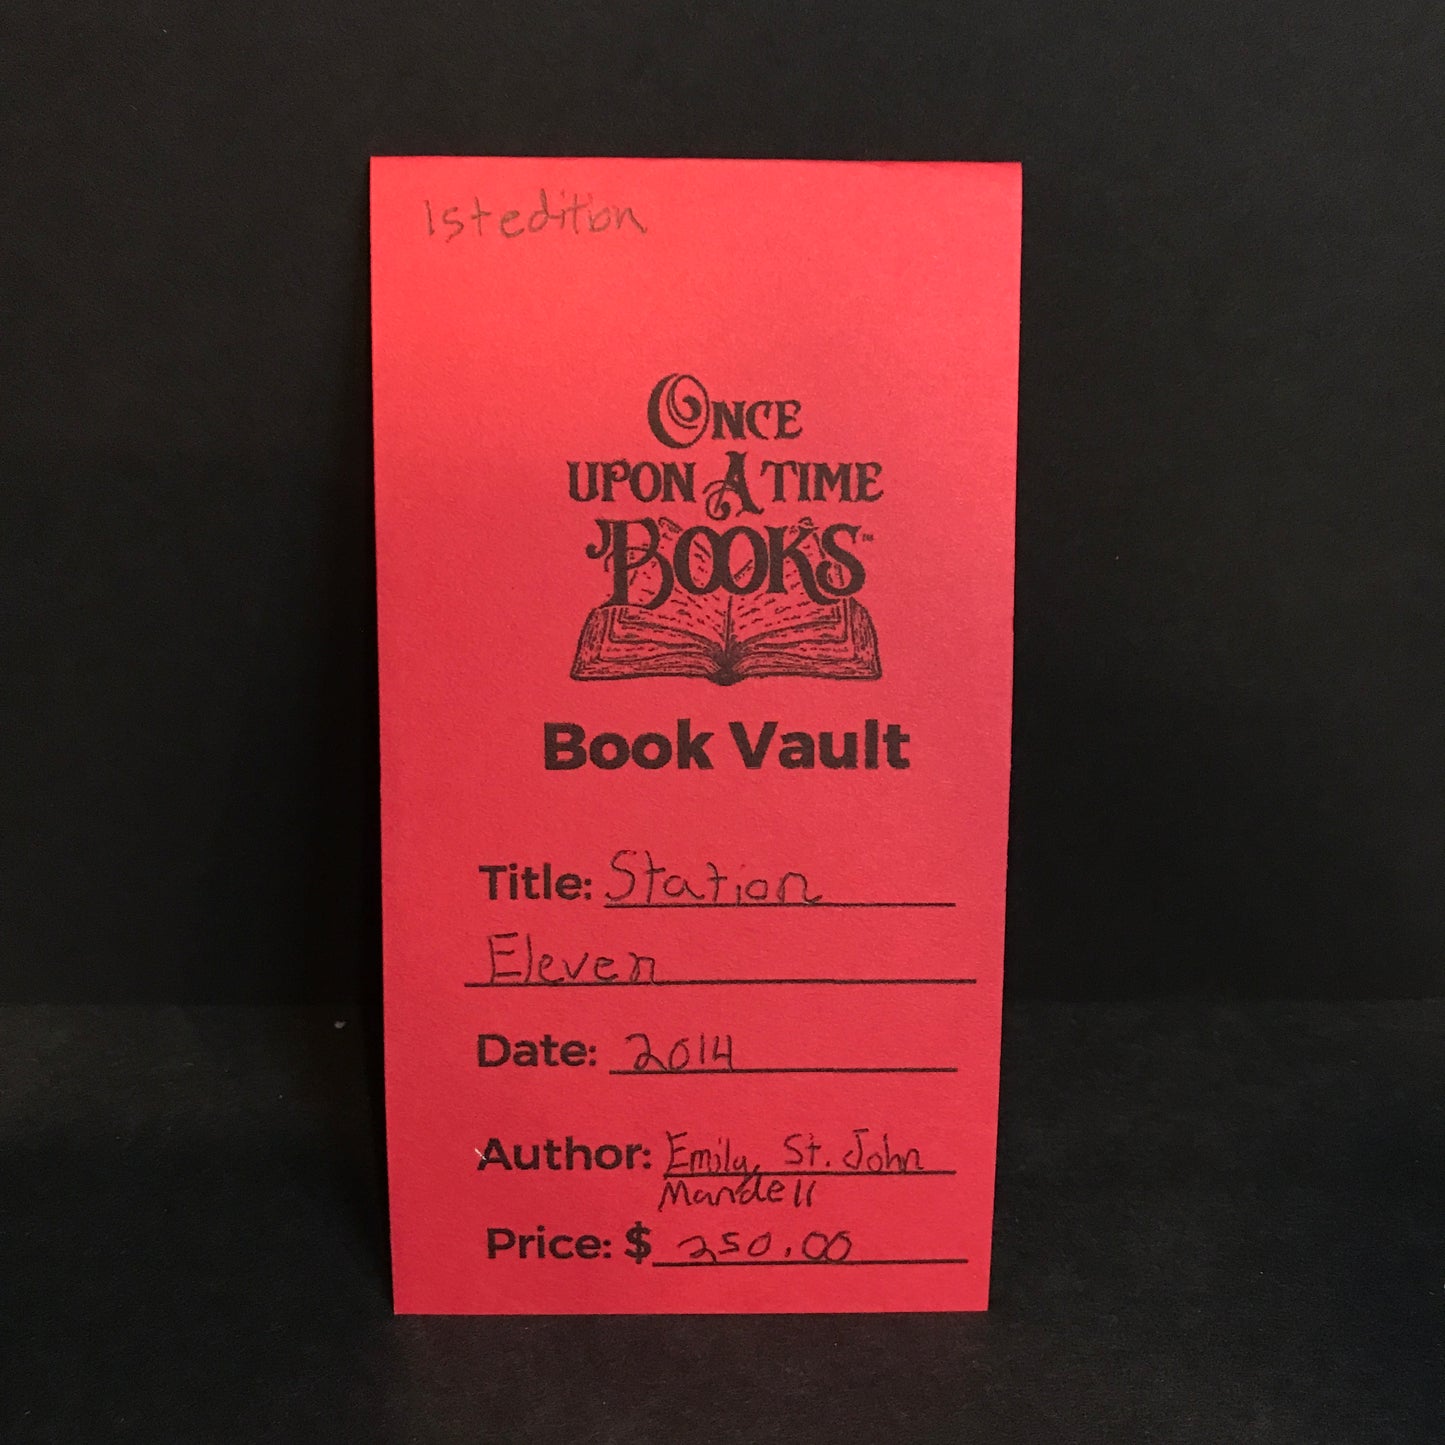 1st edition
ONCE
UPON A TIME
BOOKS™
Book Vault
Title: Station
Eleven
Date: 2014
Author: Emily, St. John
Mandell
Price: $ 250.00